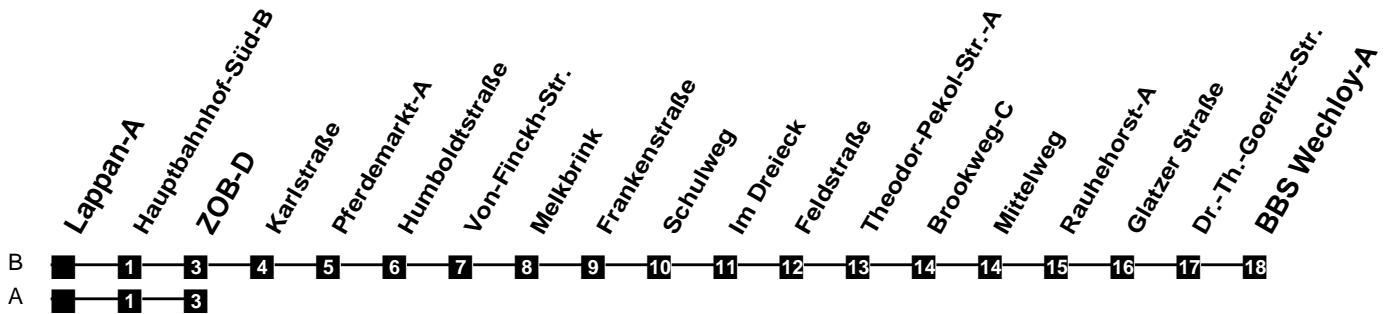 Lappan-A
Hauptbahnhof-Süd-B
ZOB-D
Karlstraße
Pferdemarkt-A
Humboldtstraße
Von-Finckh-Str.
Melkbrink
Frankenstraße
Schulweg
Im Dreieck
Feldstraße
Theodor-Pekol-Str.-A
Brookweg-C
Mittelweg
Rauhehorst-A
Glatzer Straße
Dr.-Th.-Goerlitz-Str.
BBS Wechloy-A
B 1 3 4 5 6 7 8 9 10 11 12 13 14 14 15 16 17 18
A 1 3